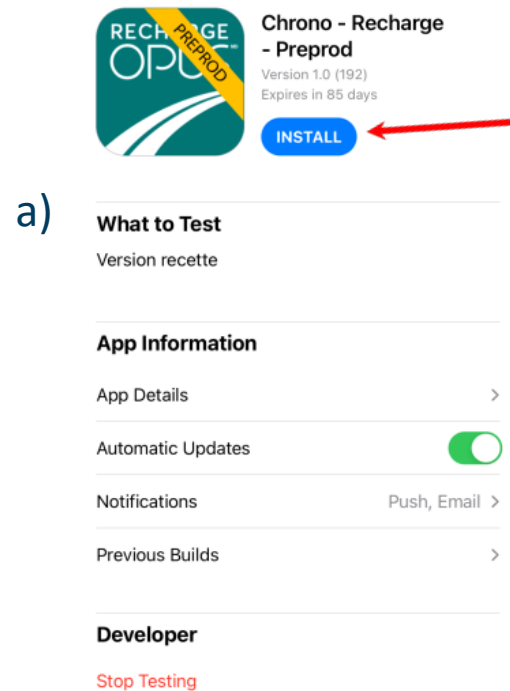 RECHARGE
OPUS
PREPROD
Chrono - Recharge
- Preprod
Version 1.0 (192)
Expires in 85 days
INSTALL
a)
What to Test
Version recette
App Information
App Details
Automatic Updates
Notifications Push, Email
Previous Builds
Developer
Stop Testing